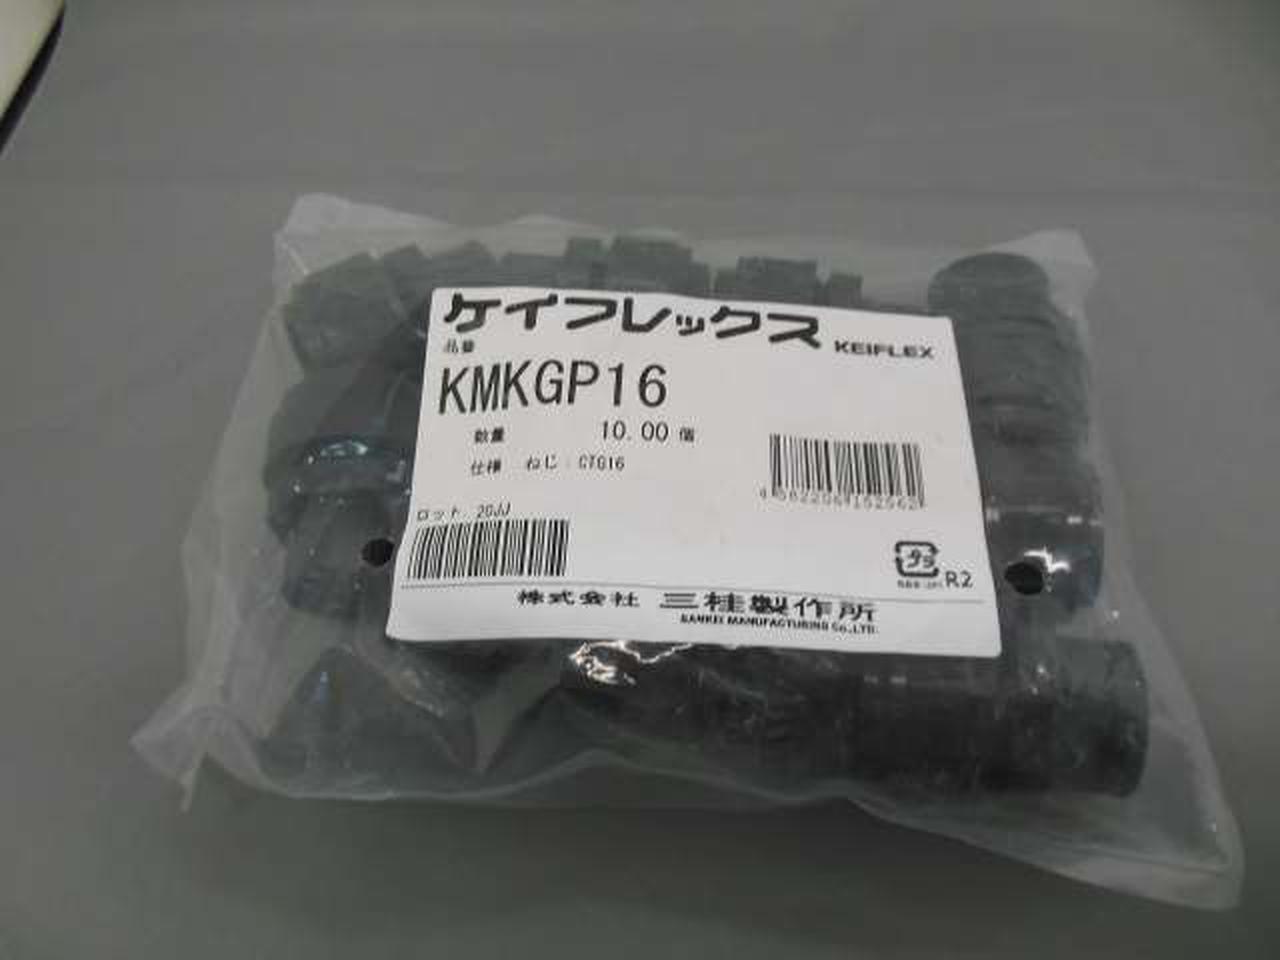 ケイフレックス KEIFLEX
品番
KMKGP16
数量 10.00 個
仕様 ねじ:CTG16
ロット 20JJ
プラ
R2
株式会社 三桂製作所
SANKEI MANUFACTURING Co.,LTD.